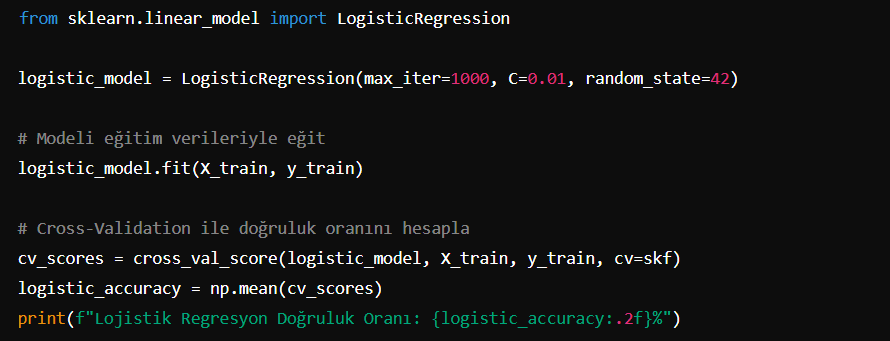 from sklearn.linear_model import LogisticRegression
logistic_model = LogisticRegression(max_iter=1000, C=0.01, random_state=42)
# Modeli eğitim verileriyle eğit
logistic_model.fit(X_train, y_train)
# Cross-Validation ile doğruluk oranını hesapla
cv_scores = cross_val_score(logistic_model, X_train, y_train, cv=skf)
logistic_accuracy = np.mean(cv_scores)
print(f"Lojistik Regresyon Doğruluk Oranı: {logistic_accuracy:.2f}%")